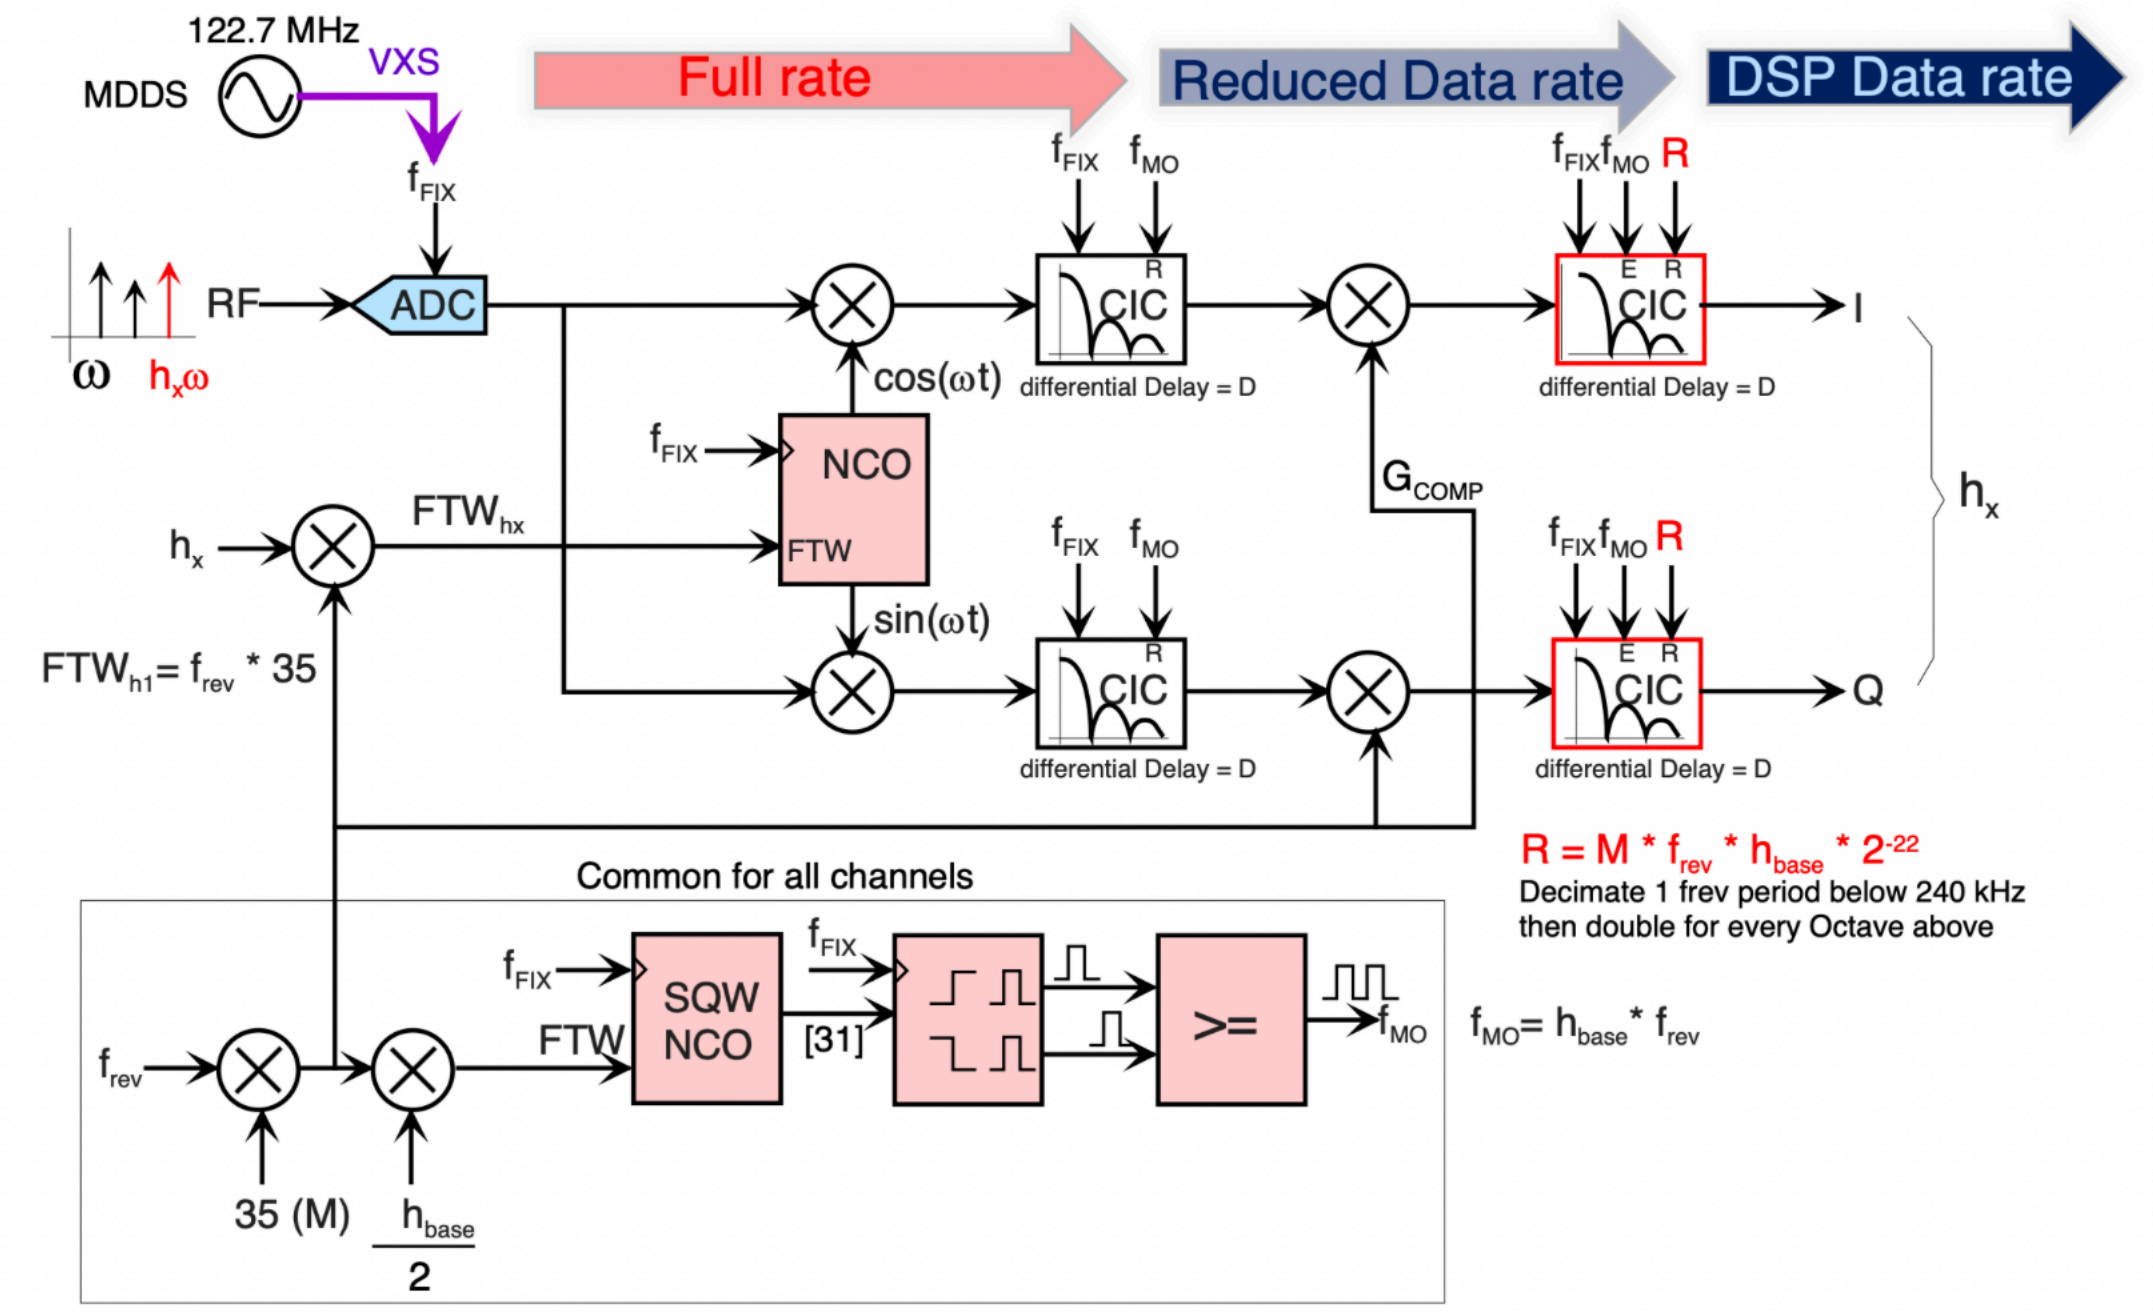 122.7 MHz
VXS
MDDS
Full rate
Reduced Data rate
DSP Data rate
fFIX
fFIX fMO
fFIX fMO R
RF
ADC
R
CIC
E R
CIC
I
ω hxω
cos(ωt)
differential Delay = D
differential Delay = D
fFIX
NCO
GCOMP
hx
FTWhx
hx
FTW
fFIX fMO
fFIX fMO R
sin(ωt)
FTWh1= frev * 35
R
CIC
E R
CIC
Q
differential Delay = D
differential Delay = D
R = M * frev * hbase * 2-22
Decimate 1 frev period below 240 kHz
then double for every Octave above
Common for all channels
fFIX
fFIX
SQW
NCO
FTW
[31]
>=
fMO
fMO= hbase* frev
frev
35 (M)
hbase
2